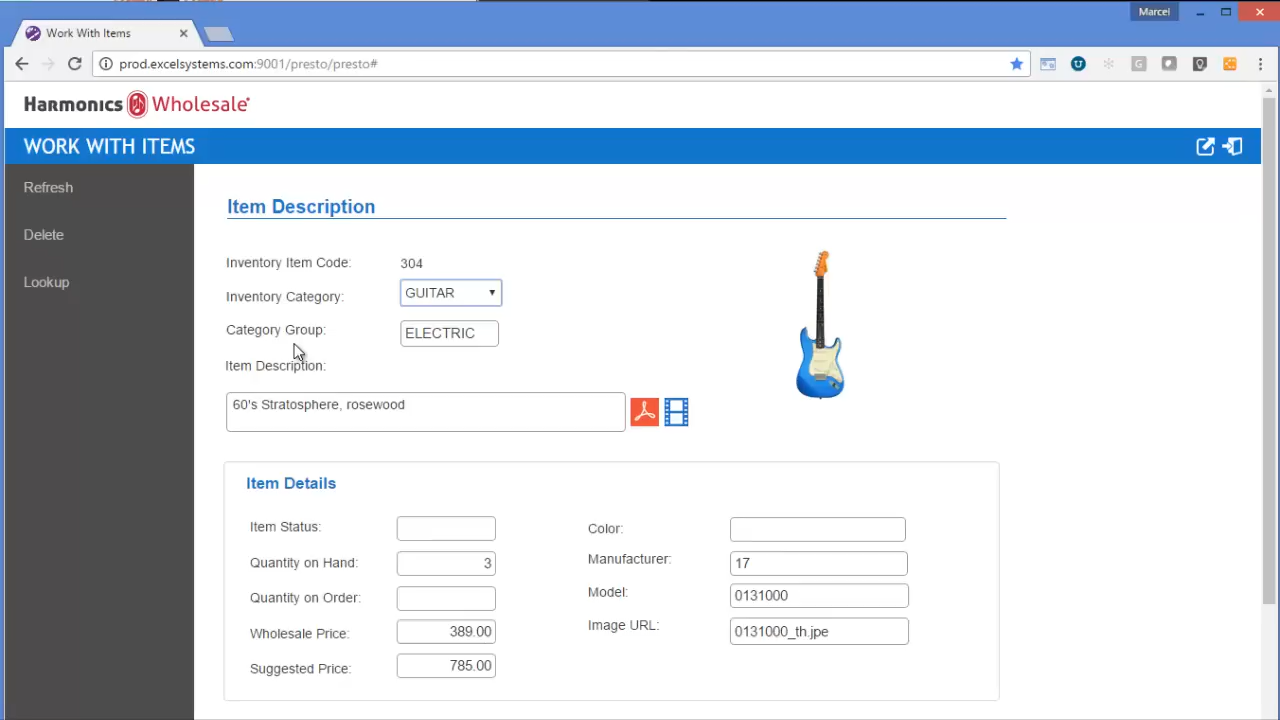 Marcel
Work With Items
prod.excelsystems.com:9001/presto/presto#
Harmonics Wholesale
WORK WITH ITEMS
Refresh
Delete
Lookup
Item Description
Inventory Item Code: 304
Inventory Category: GUITAR
Category Group: ELECTRIC
Item Description:
60's Stratosphere, rosewood
Item Details
Item Status:
Color:
Quantity on Hand: 3
Manufacturer: 17
Quantity on Order:
Model: 0131000
Wholesale Price: 389.00
Image URL: 0131000_th.jpe
Suggested Price: 785.00